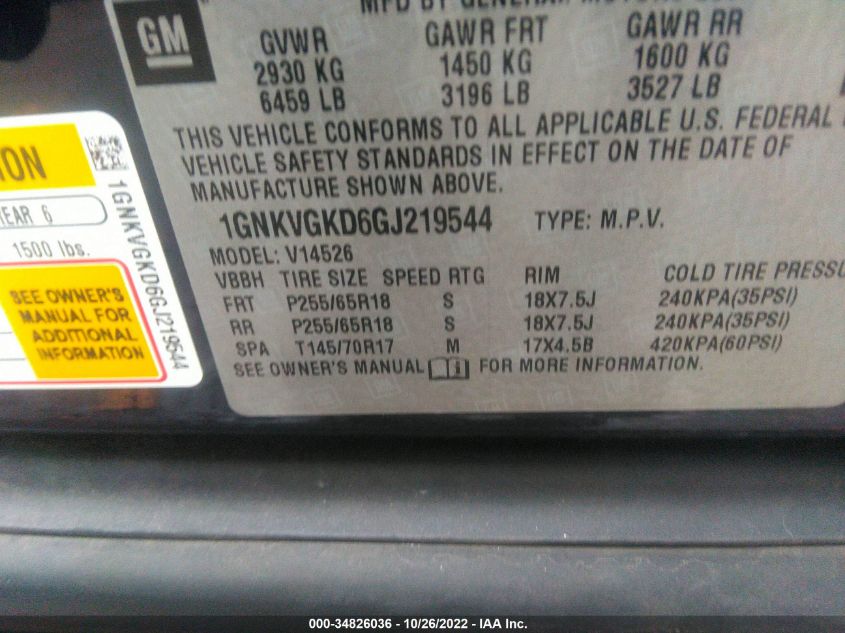 MFD BY GENERAL MOTORS
GM
GVWR GAWR FRT GAWR RR
2930 KG 1450 KG 1600 KG
6459 LB 3196 LB 3527 LB
THIS VEHICLE CONFORMS TO ALL APPLICABLE U.S. FEDERAL
VEHICLE SAFETY STANDARDS IN EFFECT ON THE DATE OF
MANUFACTURE SHOWN ABOVE.
1GNKVGKD6GJ219544 TYPE: M.P.V.
MODEL: V14526
VBBH TIRE SIZE SPEED RTG RIM COLD TIRE PRESSU
FRT P255/65R18 S 18X7.5J 240KPA(35PSI)
RR P255/65R18 S 18X7.5J 240KPA(35PSI)
SPA T145/70R17 M 17X4.5B 420KPA(60PSI)
SEE OWNER'S MANUAL i FOR MORE INFORMATION.
ION
EAR 6
1500 lbs.
SEE OWNER'S
MANUAL FOR
ADDITIONAL
INFORMATION
1GNKVGKD6GJ219544
000-34826036 - 10/26/2022 - IAA Inc.